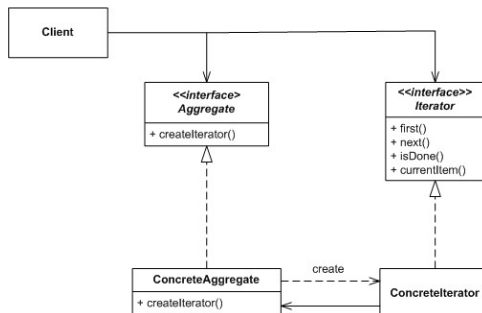 Client
<<interface>
Aggregate
+ createIterator()
<<interface>>
Iterator
+ first()
+ next()
+ isDone()
+ currentItem()
ConcreteAggregate
+ createIterator()
create
ConcreteIterator